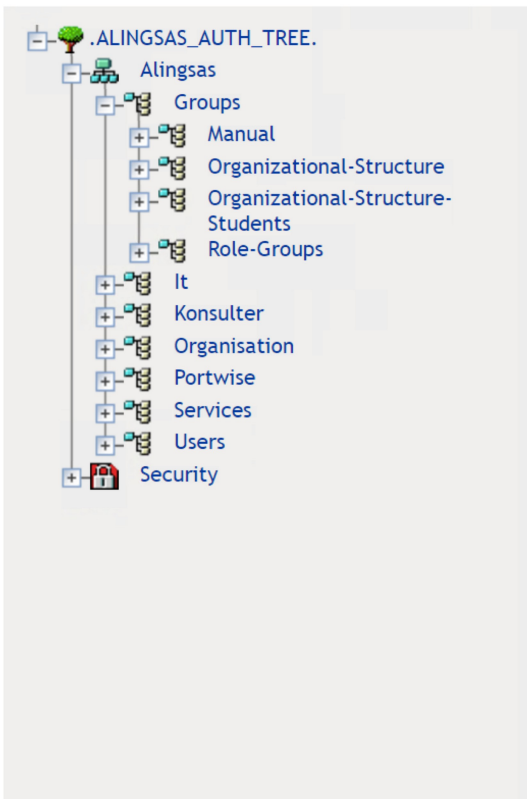 .ALINGSAS_AUTH_TREE.
Alingsas
Groups
Manual
Organizational-Structure
Organizational-Structure-
Students
Role-Groups
It
Konsulter
Organisation
Portwise
Services
Users
Security